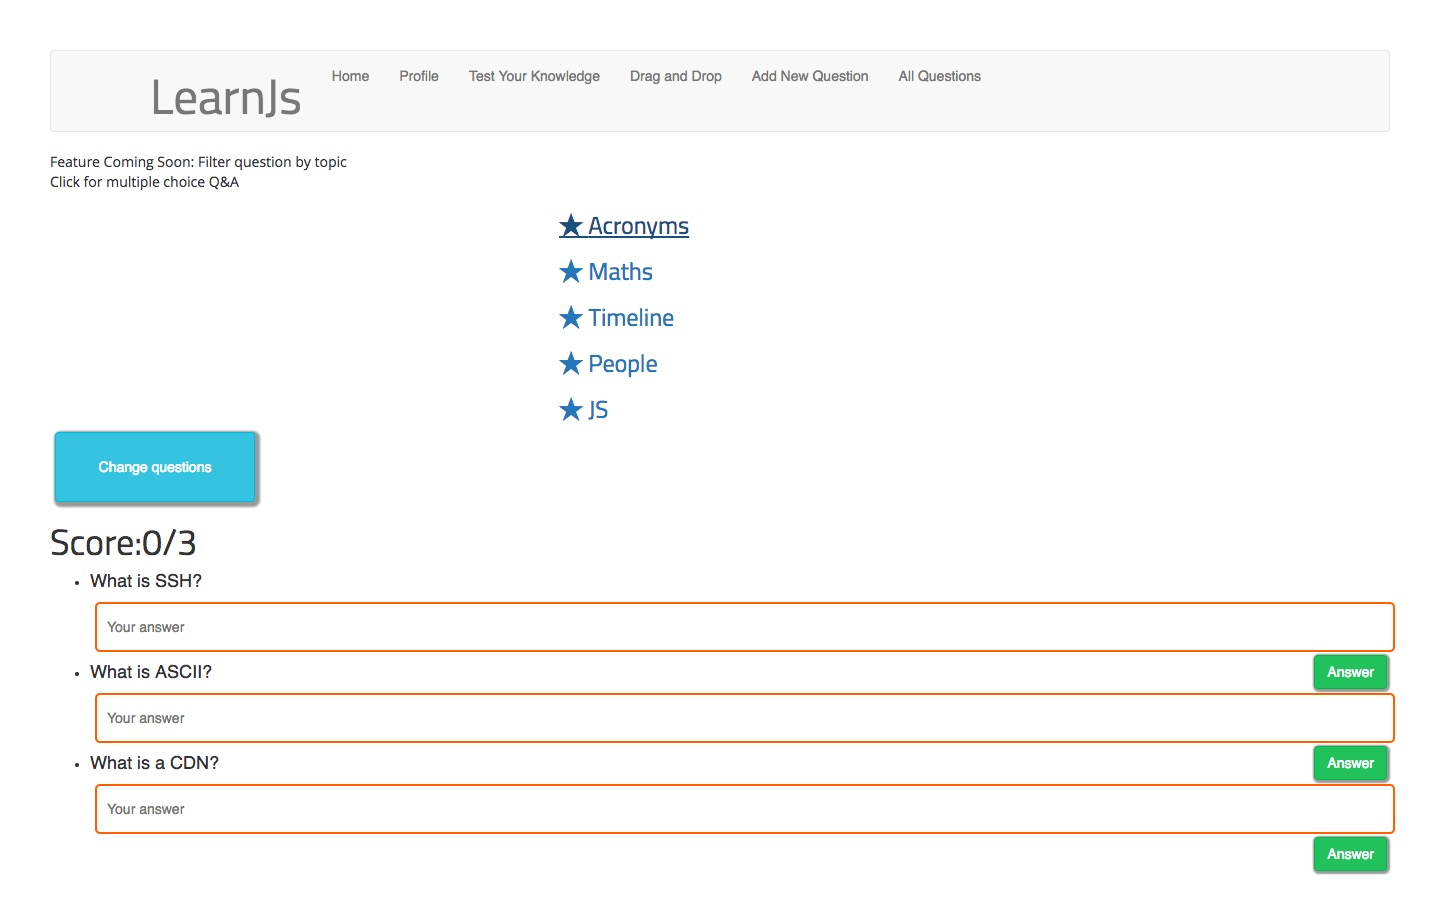 LearnJs
Home Profile Test Your Knowledge Drag and Drop Add New Question All Questions
Feature Coming Soon: Filter question by topic
Click for multiple choice Q&A
★ Acronyms
★ Maths
★ Timeline
★ People
★ JS
Change questions
Score:0/3
• What is SSH?
Your answer
Answer
• What is ASCII?
Your answer
Answer
• What is a CDN?
Your answer
Answer